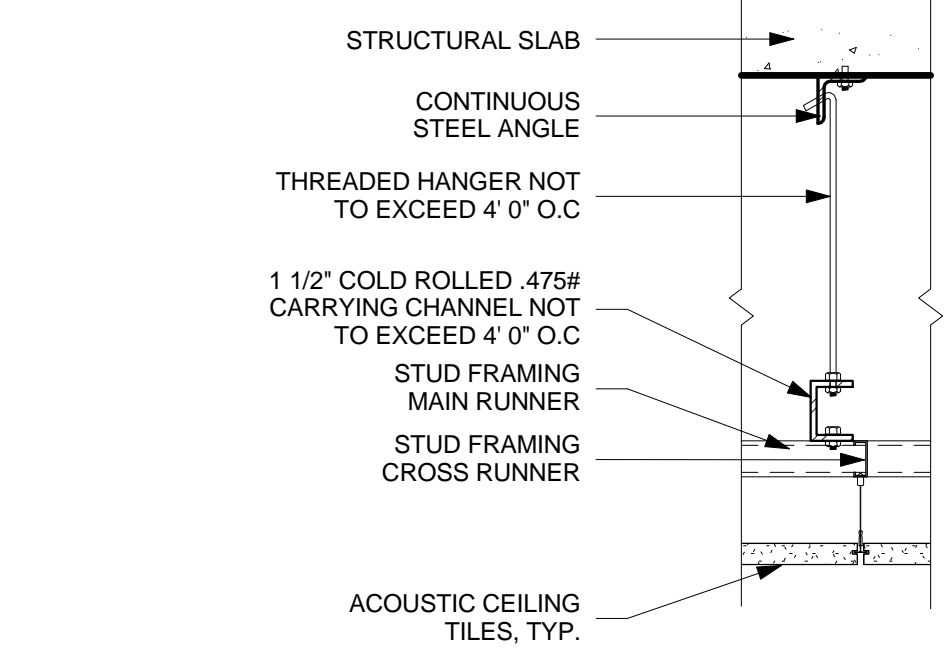 STRUCTURAL SLAB
CONTINUOUS
STEEL ANGLE
THREADED HANGER NOT
TO EXCEED 4' 0" O.C
1 1/2" COLD ROLLED .475#
CARRYING CHANNEL NOT
TO EXCEED 4' 0" O.C
STUD FRAMING
MAIN RUNNER
STUD FRAMING
CROSS RUNNER
ACOUSTIC CEILING
TILES, TYP.